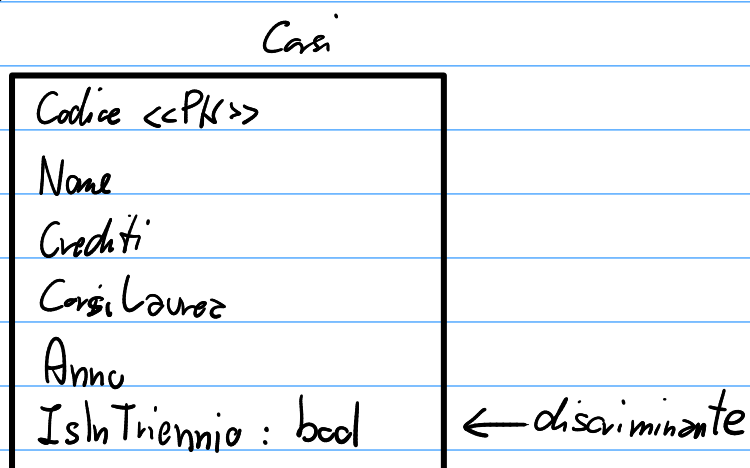 Corsi
Codice <<PK>>
Nome
Crediti
CorsiLaurea
Anno
IsInTriennio : bool ← discriminante